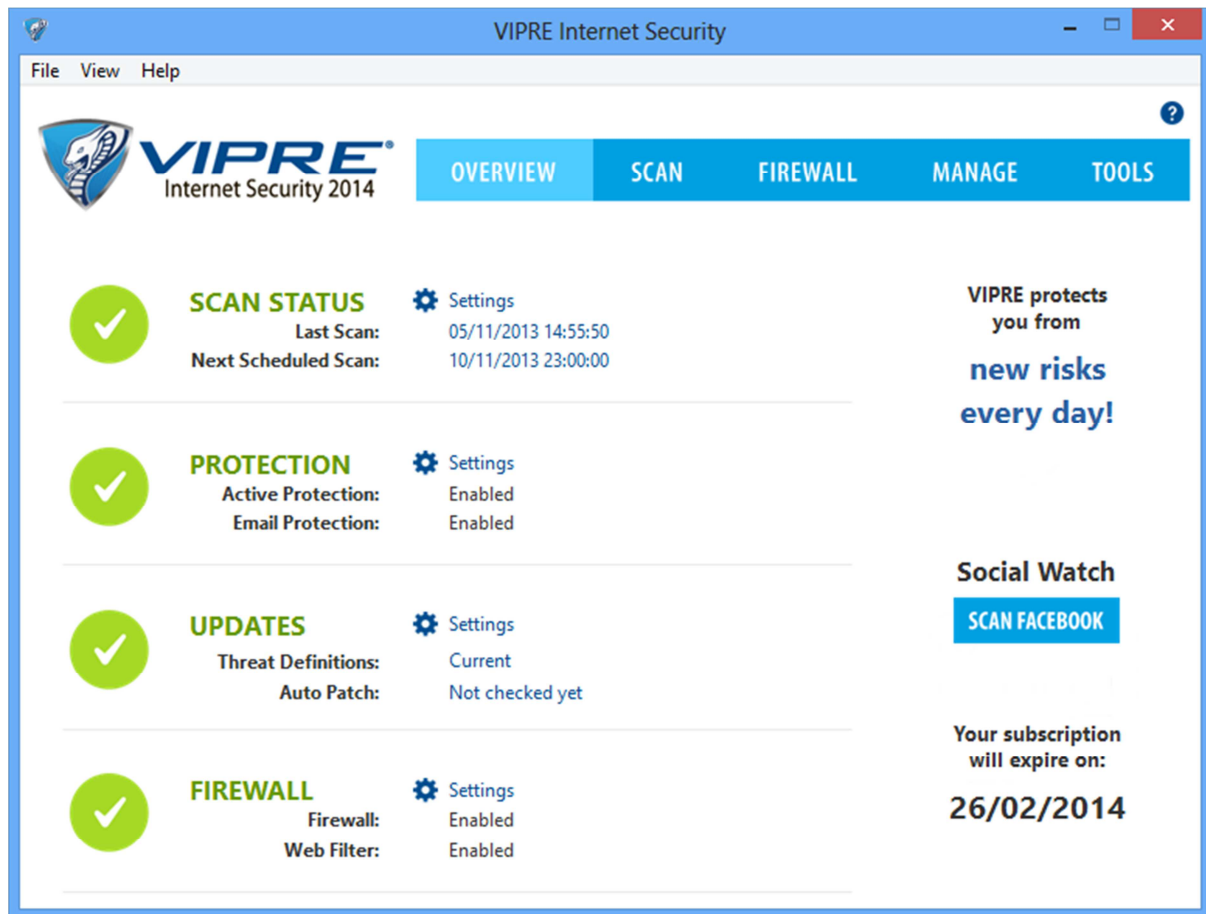 VIPRE Internet Security
File View Help
?
VIPRE®
Internet Security 2014
OVERVIEW SCAN FIREWALL MANAGE TOOLS
SCAN STATUS Settings
Last Scan: 05/11/2013 14:55:50
Next Scheduled Scan: 10/11/2013 23:00:00
PROTECTION Settings
Active Protection: Enabled
Email Protection: Enabled
UPDATES Settings
Threat Definitions: Current
Auto Patch: Not checked yet
FIREWALL Settings
Firewall: Enabled
Web Filter: Enabled
VIPRE protects
you from
new risks
every day!
Social Watch
SCAN FACEBOOK
Your subscription
will expire on:
26/02/2014